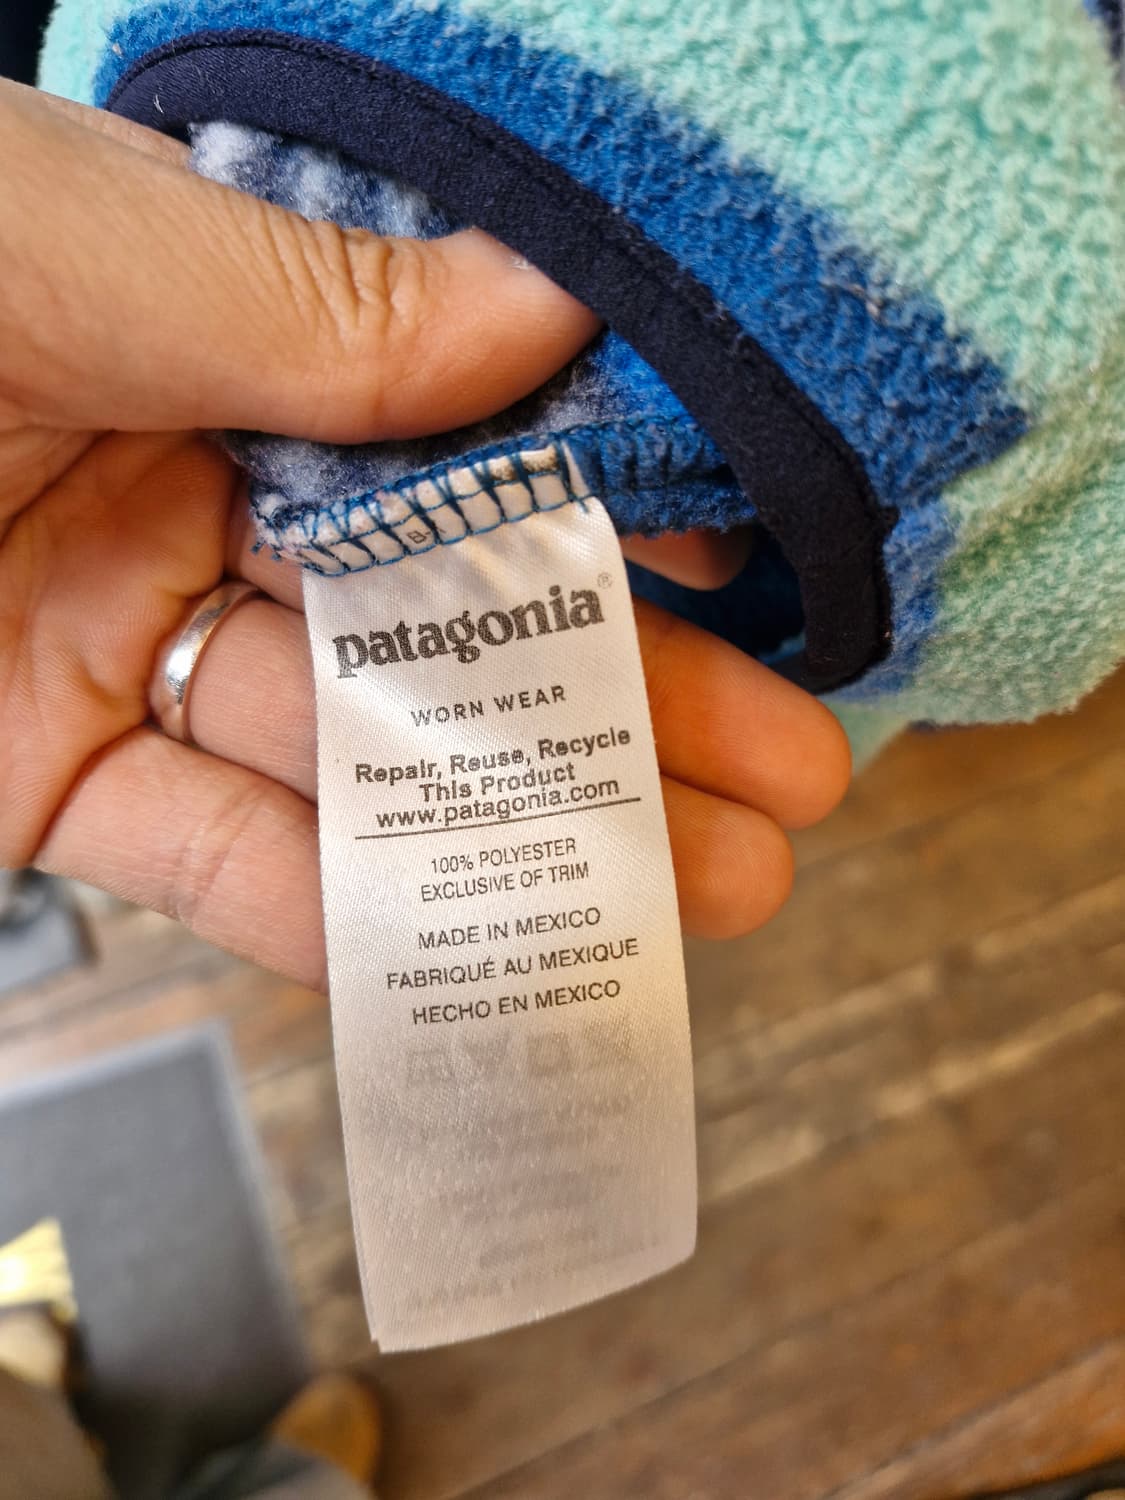 patagonia®
WORN WEAR
Repair, Reuse, Recycle
This Product
www.patagonia.com
100% POLYESTER
EXCLUSIVE OF TRIM
MADE IN MEXICO
FABRIQUÉ AU MEXIQUE
HECHO EN MEXICO